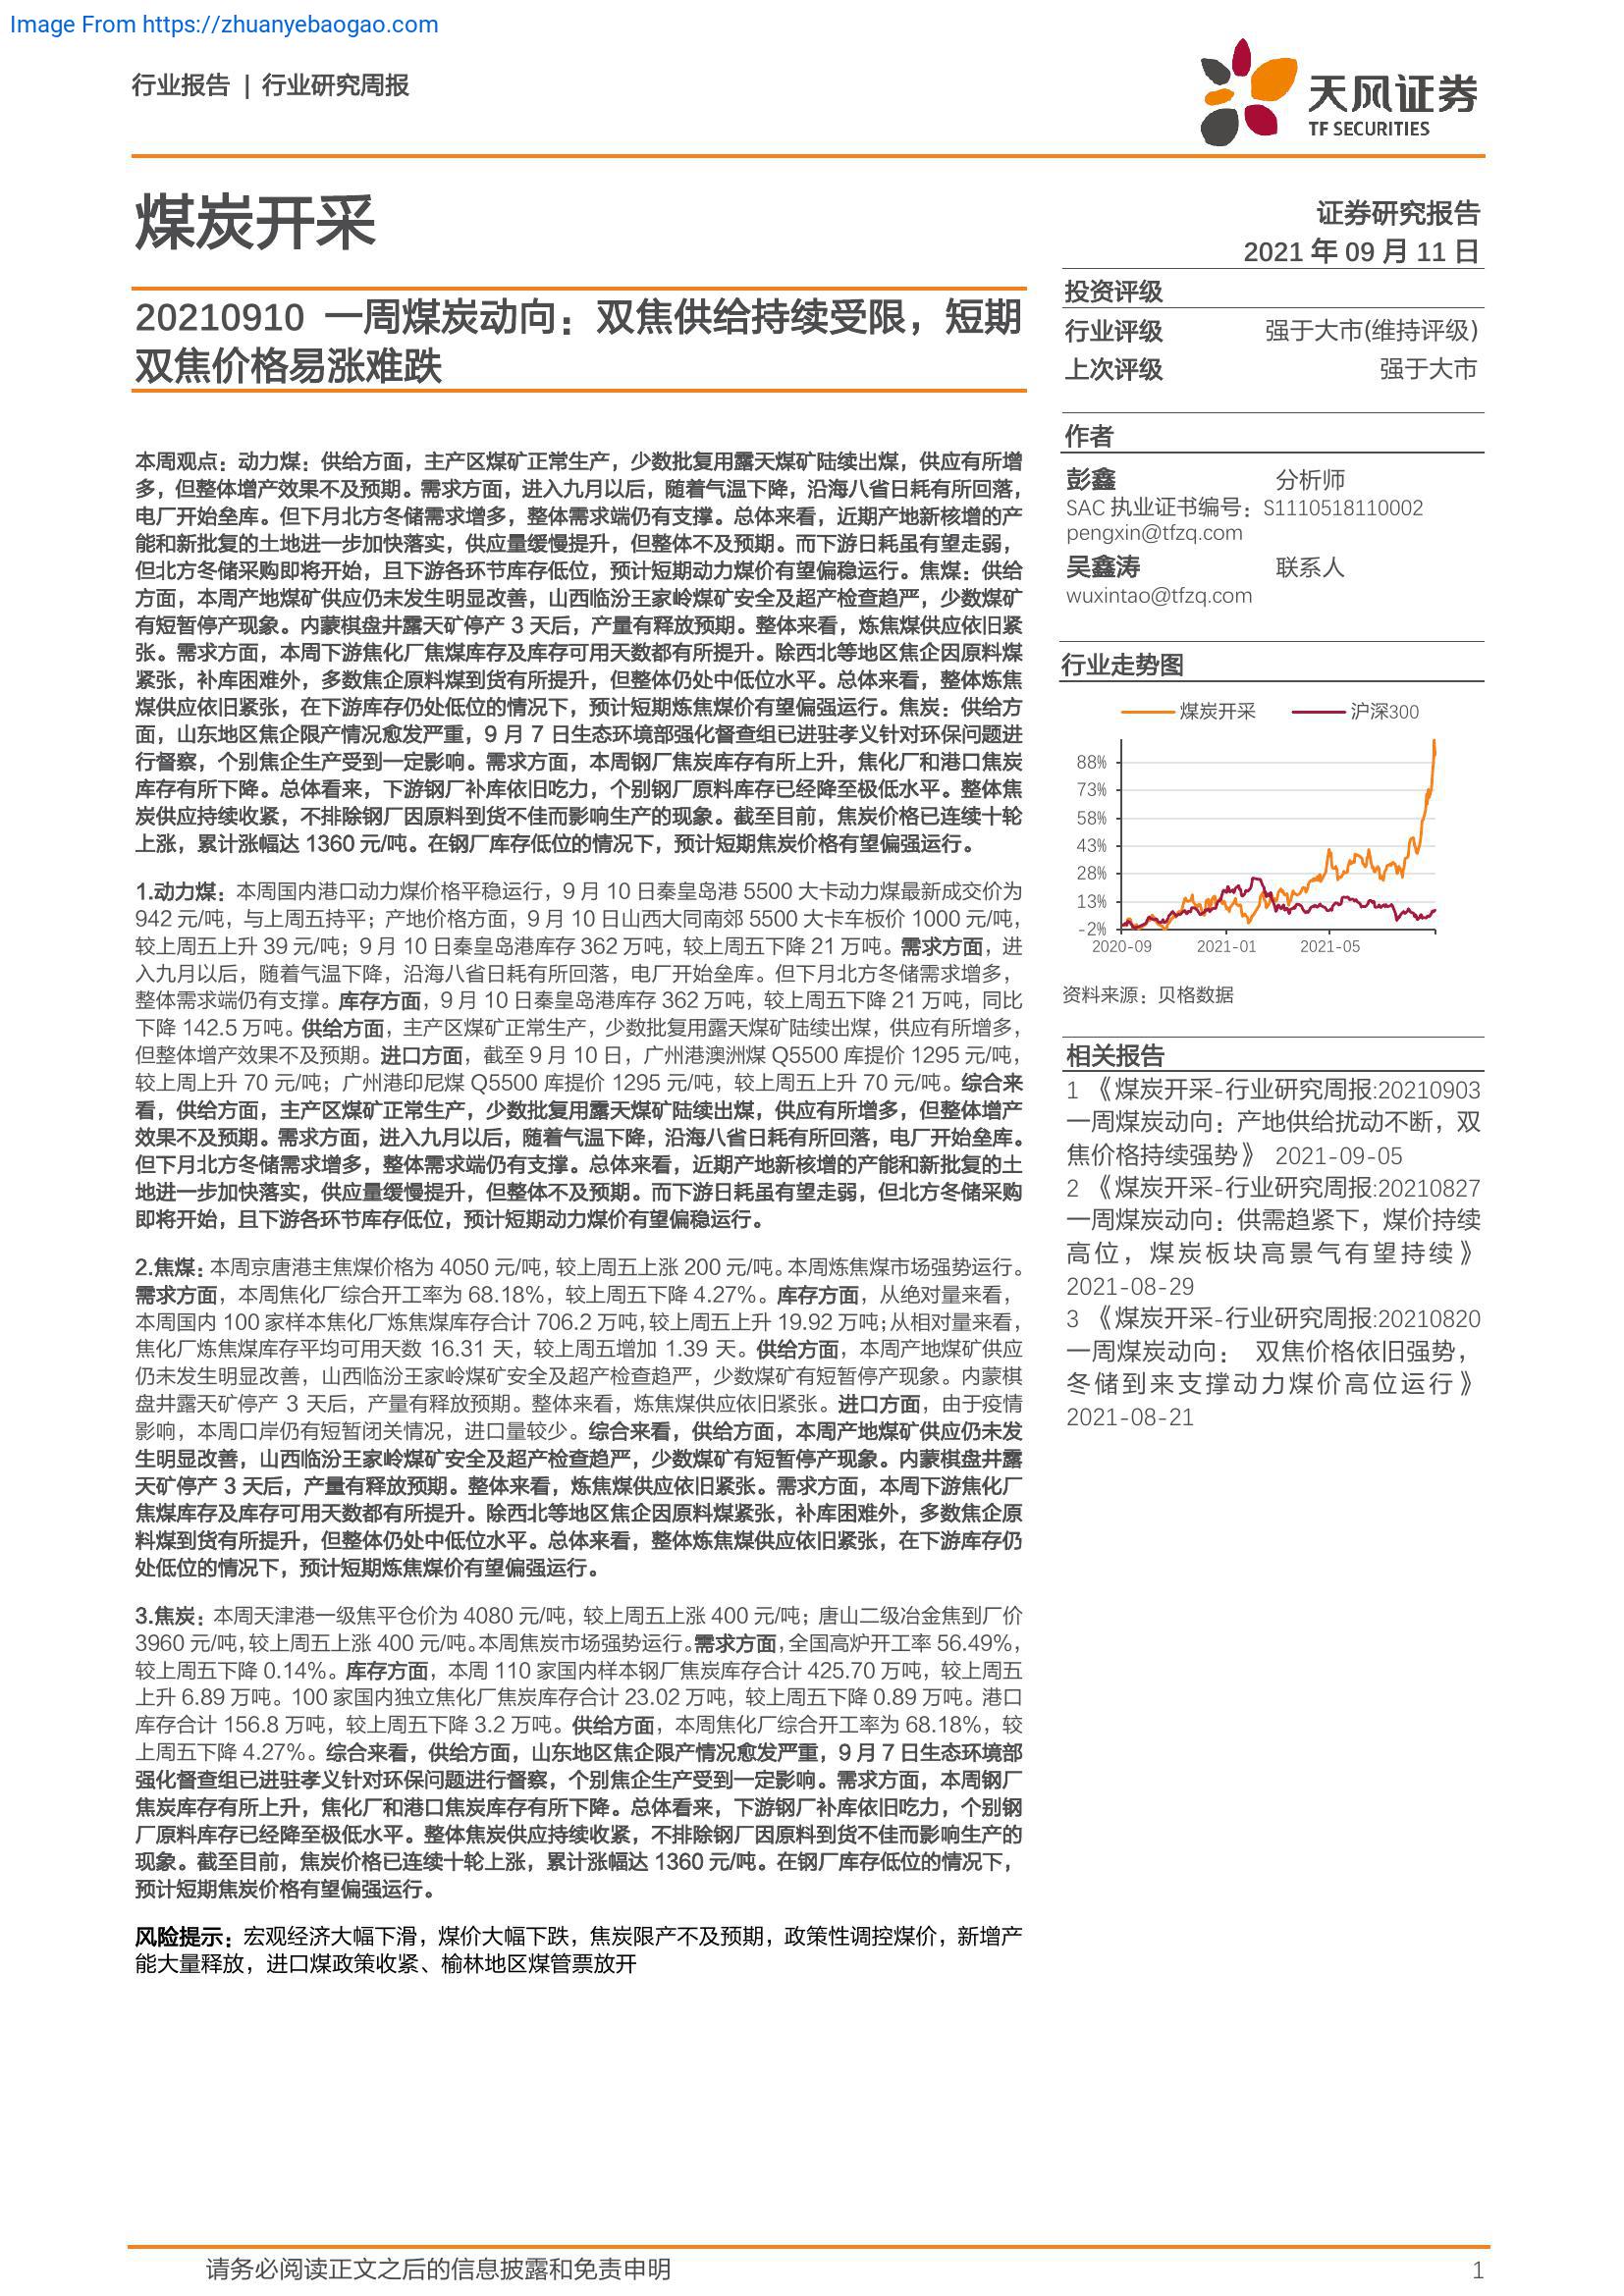 Image From https://zhuanyebaogao.com
行业报告 | 行业研究周报
天风证券
TF SECURITIES
煤炭开采
证券研究报告
2021 年 09 月 11 日
20210910 一周煤炭动向：双焦供给持续受限，短期
双焦价格易涨难跌
本周观点：动力煤：供给方面，主产区煤矿正常生产，少数批复用露天煤矿陆续出煤，供应有所增
多，但整体增产效果不及预期。需求方面，进入九月以后，随着气温下降，沿海八省日耗有所回落，
电厂开始垒库。但下月北方冬储需求增多，整体需求端仍有支撑。总体来看，近期产地新核增的产
能和新批复的土地进一步加快落实，供应量缓慢提升，但整体不及预期。而下游日耗虽有望走弱，
但北方冬储采购即将开始，且下游各环节库存低位，预计短期动力煤价有望偏稳运行。焦煤：供给
方面，本周产地煤矿供应仍未发生明显改善，山西临汾王家岭煤矿安全及超产检查趋严，少数煤矿
有短暂停产现象。内蒙棋盘井露天矿停产 3 天后，产量有释放预期。整体来看，炼焦煤供应依旧紧
张。需求方面，本周下游焦化厂焦煤库存及库存可用天数都有所提升。除西北等地区焦企因原料煤
紧张，补库困难外，多数焦企原料煤到货有所提升，但整体仍处中低位水平。总体来看，整体炼焦
煤供应依旧紧张，在下游库存仍处低位的情况下，预计短期炼焦煤价有望偏强运行。焦炭：供给方
面，山东地区焦企限产情况愈发严重，9 月 7 日生态环境部强化督查组已进驻孝义针对环保问题进
行督察，个别焦企生产受到一定影响。需求方面，本周钢厂焦炭库存有所上升，焦化厂和港口焦炭
库存有所下降。总体看来，下游钢厂补库依旧吃力，个别钢厂原料库存已经降至极低水平。整体焦
炭供应持续收紧，不排除钢厂因原料到货不佳而影响生产的现象。截至目前，焦炭价格已连续十轮
上涨，累计涨幅达 1360 元/吨。在钢厂库存低位的情况下，预计短期焦炭价格有望偏强运行。
1.动力煤：本周国内港口动力煤价格平稳运行，9 月 10 日秦皇岛港 5500 大卡动力煤最新成交价为
942 元/吨，与上周五持平；产地价格方面，9 月 10 日山西大同南郊 5500 大卡车板价 1000 元/吨，
较上周五上升 39 元/吨；9 月 10 日秦皇岛港库存 362 万吨，较上周五下降 21 万吨。需求方面，进
入九月以后，随着气温下降，沿海八省日耗有所回落，电厂开始垒库。但下月北方冬储需求增多，
整体需求端仍有支撑。库存方面，9 月 10 日秦皇岛港库存 362 万吨，较上周五下降 21 万吨，同比
下降 142.5 万吨。供给方面，主产区煤矿正常生产，少数批复用露天煤矿陆续出煤，供应有所增多，
但整体增产效果不及预期。进口方面，截至 9 月 10 日，广州港澳洲煤 Q5500 库提价 1295 元/吨，
较上周上升 70 元/吨；广州港印尼煤 Q5500 库提价 1295 元/吨，较上周五上升 70 元/吨。综合来
看，供给方面，主产区煤矿正常生产，少数批复用露天煤矿陆续出煤，供应有所增多，但整体增产
效果不及预期。需求方面，进入九月以后，随着气温下降，沿海八省日耗有所回落，电厂开始垒库。
但下月北方冬储需求增多，整体需求端仍有支撑。总体来看，近期产地新核增的产能和新批复的土
地进一步加快落实，供应量缓慢提升，但整体不及预期。而下游日耗虽有望走弱，但北方冬储采购
即将开始，且下游各环节库存低位，预计短期动力煤价有望偏稳运行。
2.焦煤：本周京唐港主焦煤价格为 4050 元/吨，较上周五上涨 200 元/吨。本周炼焦煤市场强势运行。
需求方面，本周焦化厂综合开工率为 68.18%，较上周五下降 4.27%。库存方面，从绝对量来看，
本周国内 100 家样本焦化厂炼焦煤库存合计 706.2 万吨，较上周五上升 19.92 万吨；从相对量来看，
焦化厂炼焦煤库存平均可用天数 16.31 天，较上周五增加 1.39 天。供给方面，本周产地煤矿供应
仍未发生明显改善，山西临汾王家岭煤矿安全及超产检查趋严，少数煤矿有短暂停产现象。内蒙棋
盘井露天矿停产 3 天后，产量有释放预期。整体来看，炼焦煤供应依旧紧张。进口方面，由于疫情
影响，本周口岸仍有短暂闭关情况，进口量较少。综合来看，供给方面，本周产地煤矿供应仍未发
生明显改善，山西临汾王家岭煤矿安全及超产检查趋严，少数煤矿有短暂停产现象。内蒙棋盘井露
天矿停产 3 天后，产量有释放预期。整体来看，炼焦煤供应依旧紧张。需求方面，本周下游焦化厂
焦煤库存及库存可用天数都有所提升。除西北等地区焦企因原料煤紧张，补库困难外，多数焦企原
料煤到货有所提升，但整体仍处中低位水平。总体来看，整体炼焦煤供应依旧紧张，在下游库存仍
处低位的情况下，预计短期炼焦煤价有望偏强运行。
3.焦炭：本周天津港一级焦平仓价为 4080 元/吨，较上周五上涨 400 元/吨；唐山二级冶金焦到厂价
3960 元/吨，较上周五上涨 400 元/吨。本周焦炭市场强势运行。需求方面，全国高炉开工率 56.49%，
较上周五下降 0.14%。库存方面，本周 110 家国内样本钢厂焦炭库存合计 425.70 万吨，较上周五
上升 6.89 万吨。100 家国内独立焦化厂焦炭库存合计 23.02 万吨，较上周五下降 0.89 万吨。港口
库存合计 156.8 万吨，较上周五下降 3.2 万吨。供给方面，本周焦化厂综合开工率为 68.18%，较
上周五下降 4.27%。综合来看，供给方面，山东地区焦企限产情况愈发严重，9 月 7 日生态环境部
强化督查组已进驻孝义针对环保问题进行督察，个别焦企生产受到一定影响。需求方面，本周钢厂
焦炭库存有所上升，焦化厂和港口焦炭库存有所下降。总体看来，下游钢厂补库依旧吃力，个别钢
厂原料库存已经降至极低水平。整体焦炭供应持续收紧，不排除钢厂因原料到货不佳而影响生产的
现象。截至目前，焦炭价格已连续十轮上涨，累计涨幅达 1360 元/吨。在钢厂库存低位的情况下，
预计短期焦炭价格有望偏强运行。
风险提示：宏观经济大幅下滑，煤价大幅下跌，焦炭限产不及预期，政策性调控煤价，新增产
能大量释放，进口煤政策收紧、榆林地区煤管票放开
投资评级
行业评级 强于大市(维持评级)
上次评级 强于大市
作者
彭鑫 分析师
SAC 执业证书编号：S1110518110002
pengxin@tfzq.com
吴鑫涛 联系人
wuxintao@tfzq.com
行业走势图
煤炭开采 沪深300
88%
73%
58%
43%
28%
13%
-2%
2020-09 2021-01 2021-05
资料来源：贝格数据
相关报告
1 《煤炭开采-行业研究周报:20210903
一周煤炭动向：产地供给扰动不断，双
焦价格持续强势》 2021-09-05
2 《煤炭开采-行业研究周报:20210827
一周煤炭动向：供需趋紧下，煤价持续
高位，煤炭板块高景气有望持续》
2021-08-29
3 《煤炭开采-行业研究周报:20210820
一周煤炭动向： 双焦价格依旧强势，
冬储到来支撑动力煤价高位运行》
2021-08-21
请务必阅读正文之后的信息披露和免责申明 1